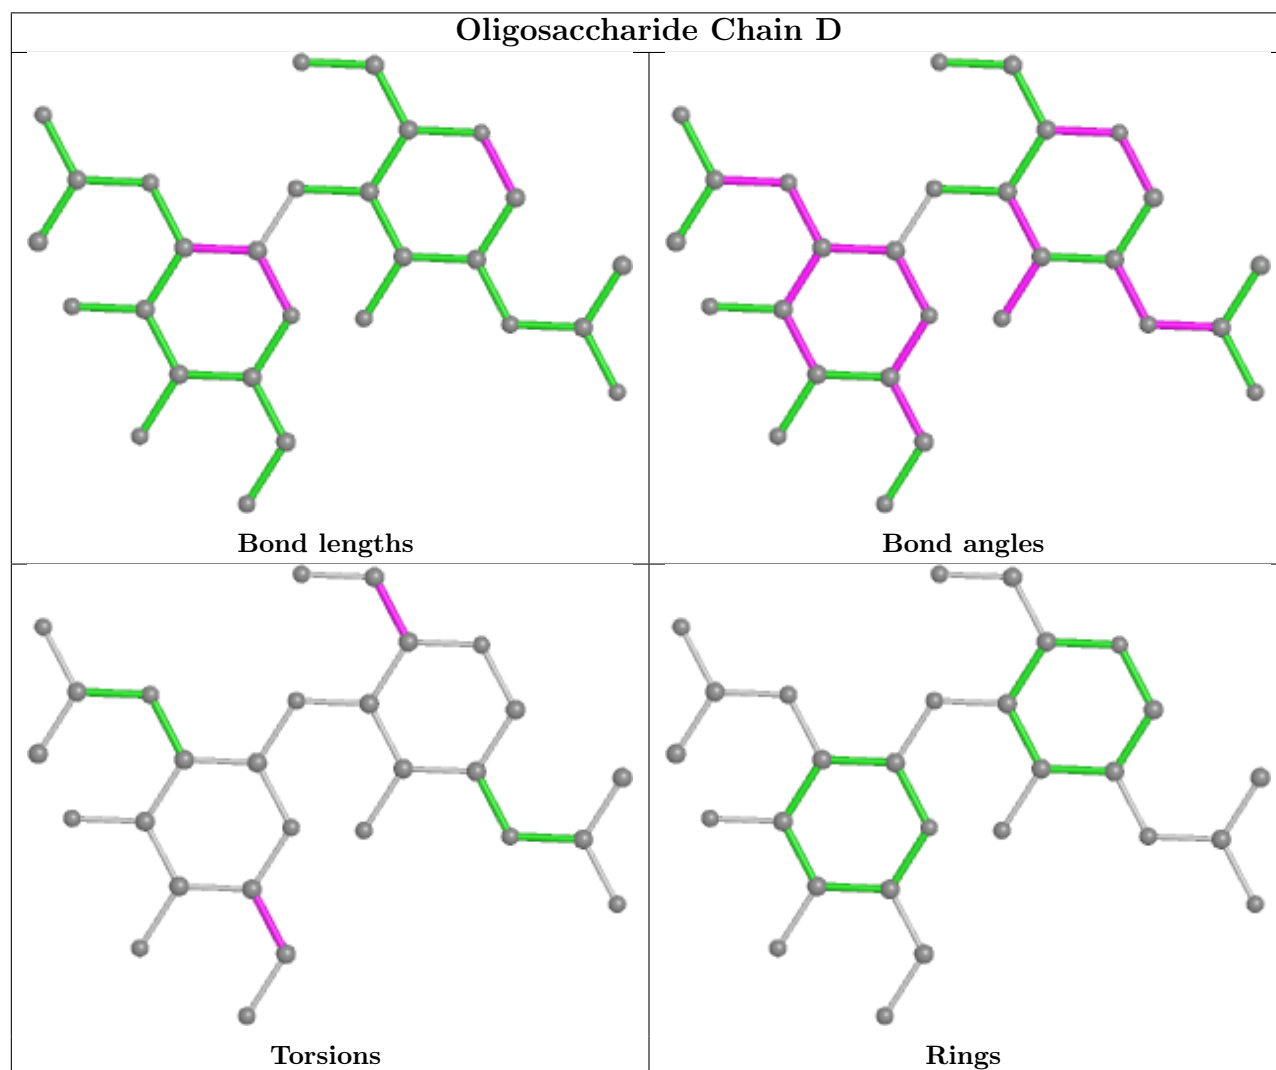 Oligosaccharide Chain D
Bond lengths
Bond angles
Torsions
Rings